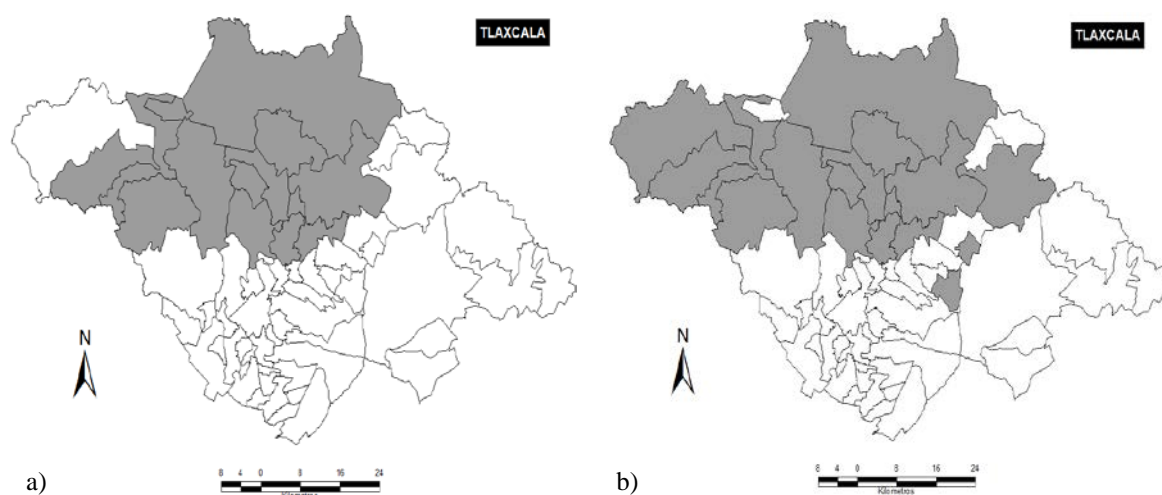 TLAXCALA
TLAXCALA
N
N
a)
8 4 0 8 16 24
Kilometros
b)
8 4 0 8 16 24
Kilometros